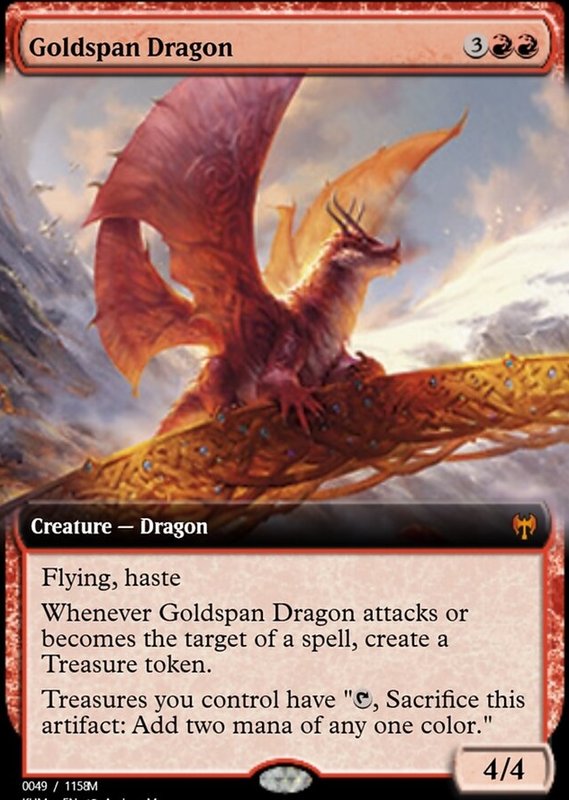 Goldspan Dragon 3
Creature — Dragon
Flying, haste
Whenever Goldspan Dragon attacks or
becomes the target of a spell, create a
Treasure token.
Treasures you control have ", Sacrifice this
artifact: Add two mana of any one color."
4/4
0049 / 1158M